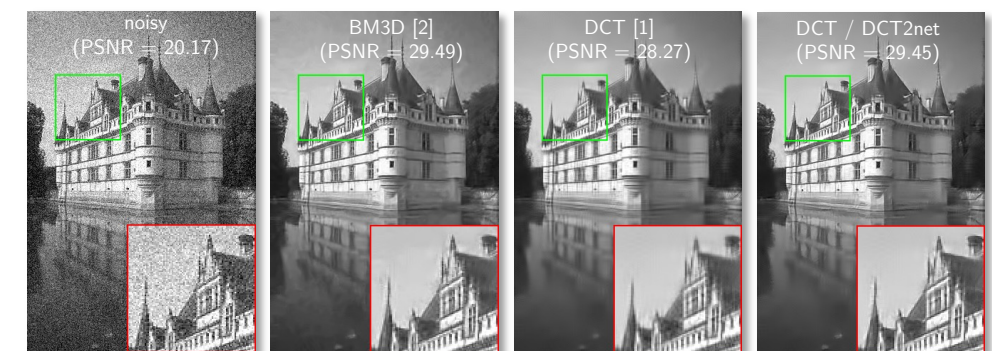 noisy
(PSNR = 20.17)
BM3D [2]
(PSNR = 29.49)
DCT [1]
(PSNR = 28.27)
DCT / DCT2net
(PSNR = 29.45)